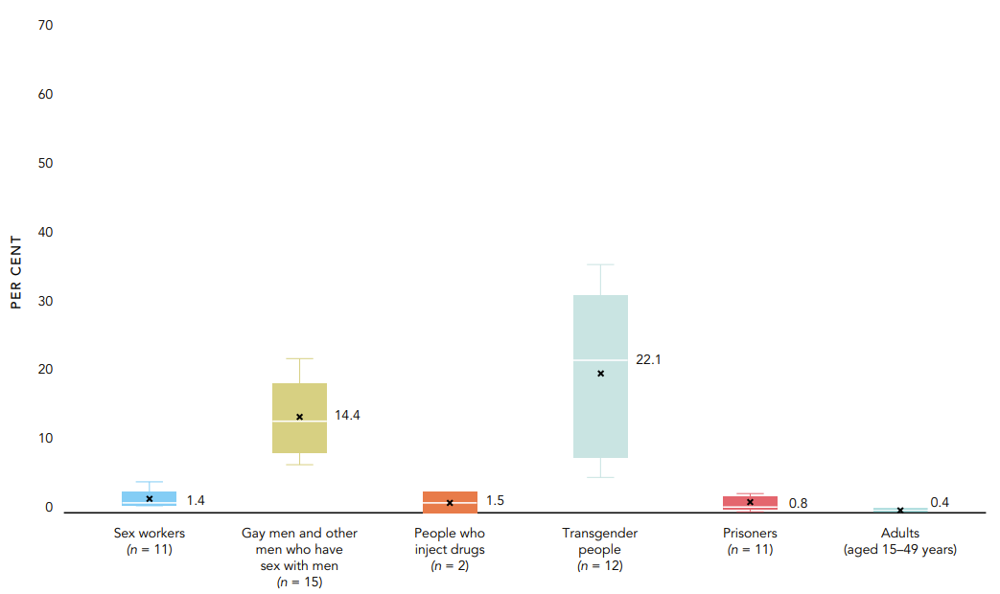 70
60
50
40
30
20
10
0
PER CENT
1.4
14.4
1.5
22.1
0.8
0.4
Sex workers
(n = 11)
Gay men and other
men who have
sex with men
(n = 15)
People who
inject drugs
(n = 2)
Transgender
people
(n = 12)
Prisoners
(n = 11)
Adults
(aged 15–49 years)